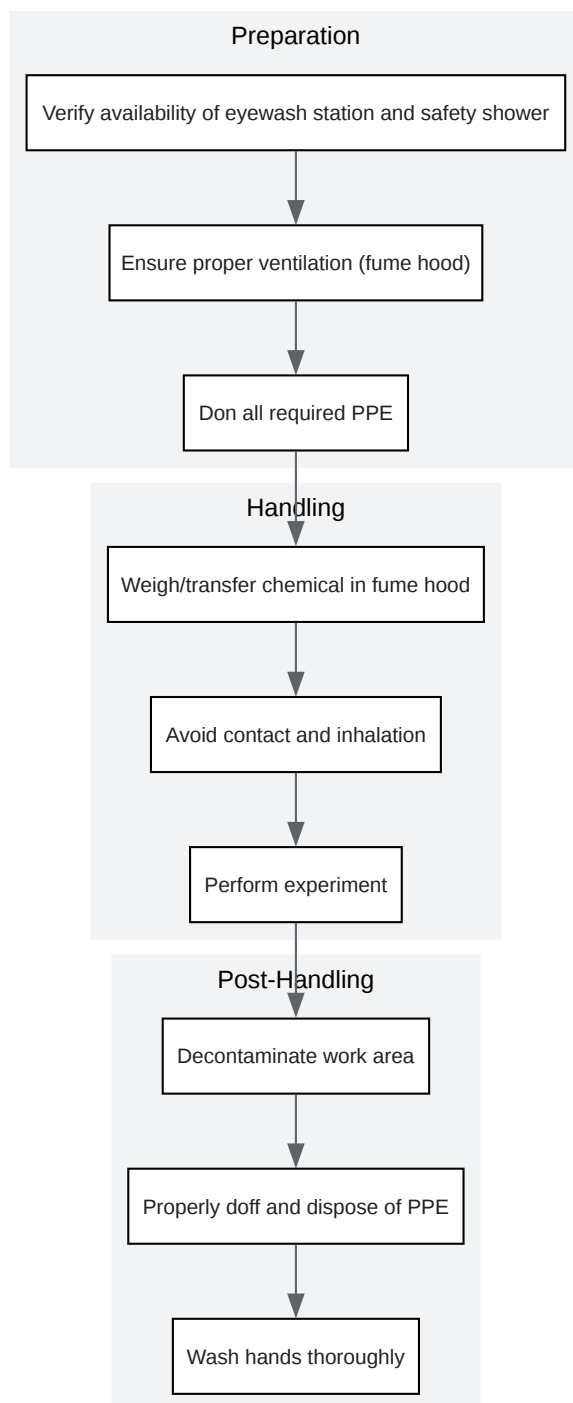 Preparation
Verify availability of eyewash station and safety shower
Ensure proper ventilation (fume hood)
Don all required PPE
Handling
Weigh/transfer chemical in fume hood
Avoid contact and inhalation
Perform experiment
Post-Handling
Decontaminate work area
Properly doff and dispose of PPE
Wash hands thoroughly